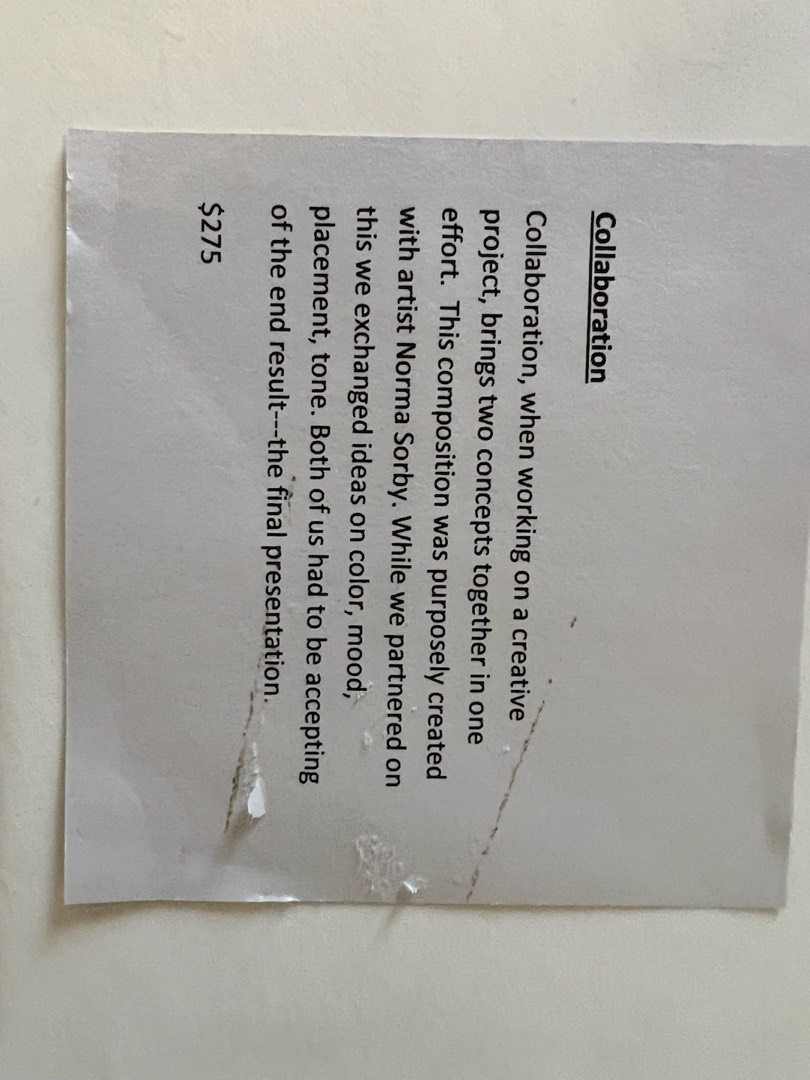 Collaboration
Collaboration, when working on a creative
project, brings two concepts together in one
effort.  This composition was purposely created
with artist Norma Sorby. While we partnered on
this we exchanged ideas on color, mood,
placement, tone. Both of us had to be accepting
of the end result---the final presentation.
$275